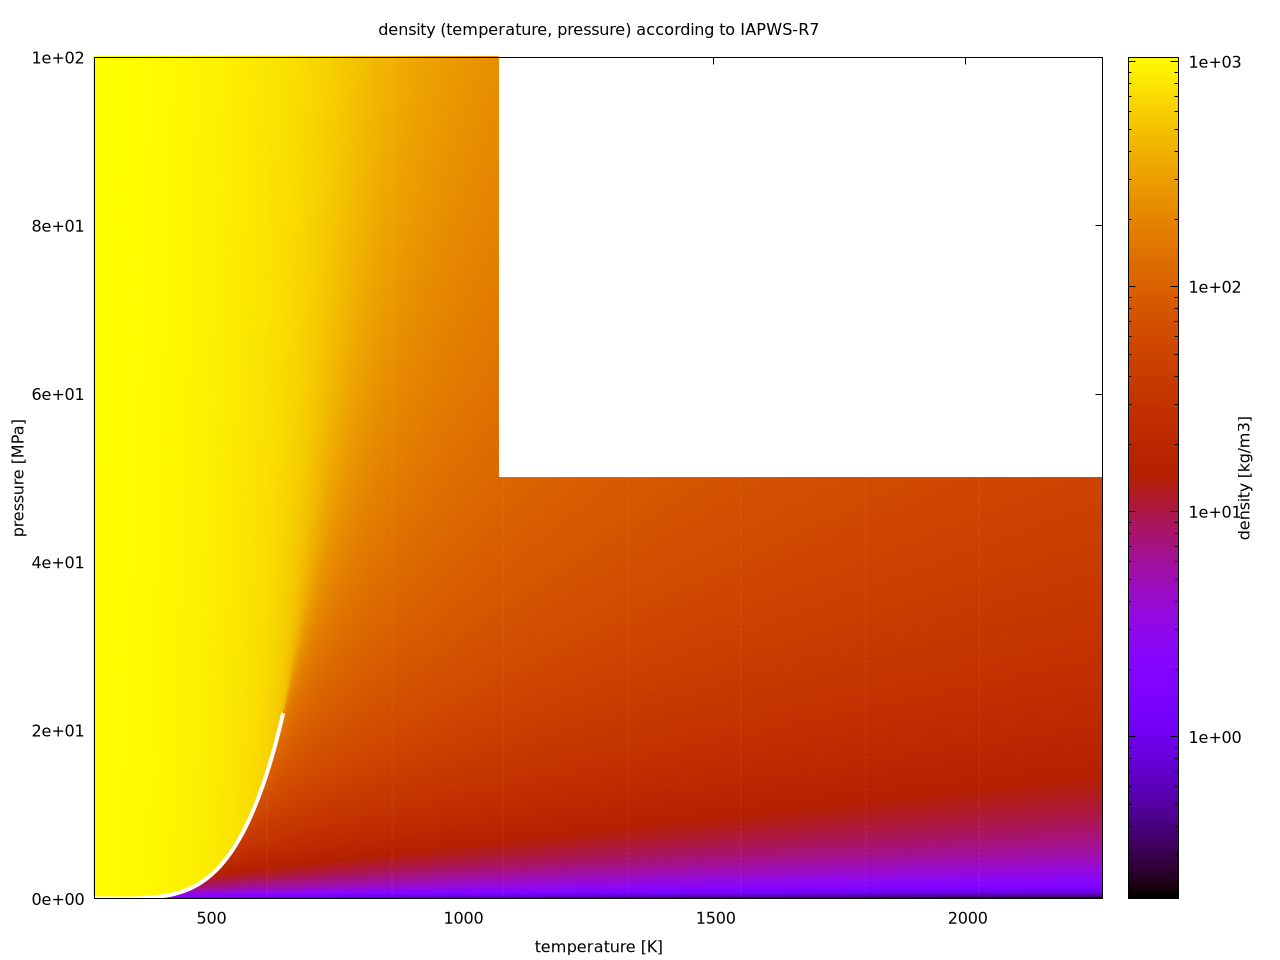 density (temperature, pressure) according to IAPWS-R7
1e+02
8e+01
6e+01
4e+01
2e+01
0e+00
pressure [MPa]
500
1000
1500
2000
temperature [K]
1e+03
1e+02
1e+01
1e+00
density [kg/m3]